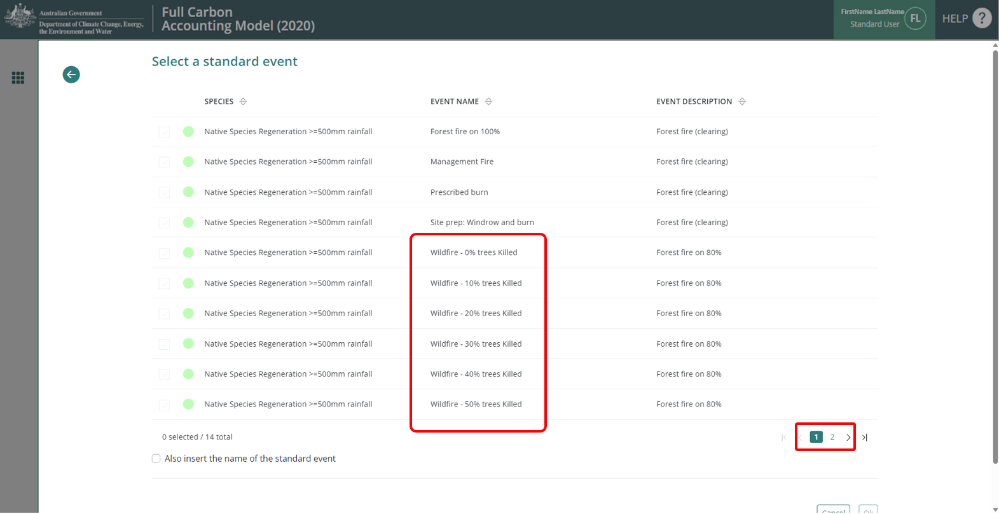 Australian Government
Department of Climate Change, Energy,
the Environment and Water
Full Carbon
Accounting Model (2020)
FirstName LastName
Standard User
FL
HELP ?
Select a standard event
SPECIES EVENT NAME EVENT DESCRIPTION
Native Species Regeneration >=500mm rainfall Forest fire on 100% Forest fire (clearing)
Native Species Regeneration >=500mm rainfall Management Fire Forest fire (clearing)
Native Species Regeneration >=500mm rainfall Prescribed burn Forest fire (clearing)
Native Species Regeneration >=500mm rainfall Site prep: Windrow and burn Forest fire (clearing)
Native Species Regeneration >=500mm rainfall Wildfire - 0% trees Killed Forest fire on 80%
Native Species Regeneration >=500mm rainfall Wildfire - 10% trees Killed Forest fire on 80%
Native Species Regeneration >=500mm rainfall Wildfire - 20% trees Killed Forest fire on 80%
Native Species Regeneration >=500mm rainfall Wildfire - 30% trees Killed Forest fire on 80%
Native Species Regeneration >=500mm rainfall Wildfire - 40% trees Killed Forest fire on 80%
Native Species Regeneration >=500mm rainfall Wildfire - 50% trees Killed Forest fire on 80%
0 selected / 14 total 1 2
Also insert the name of the standard event
Cancel Ok